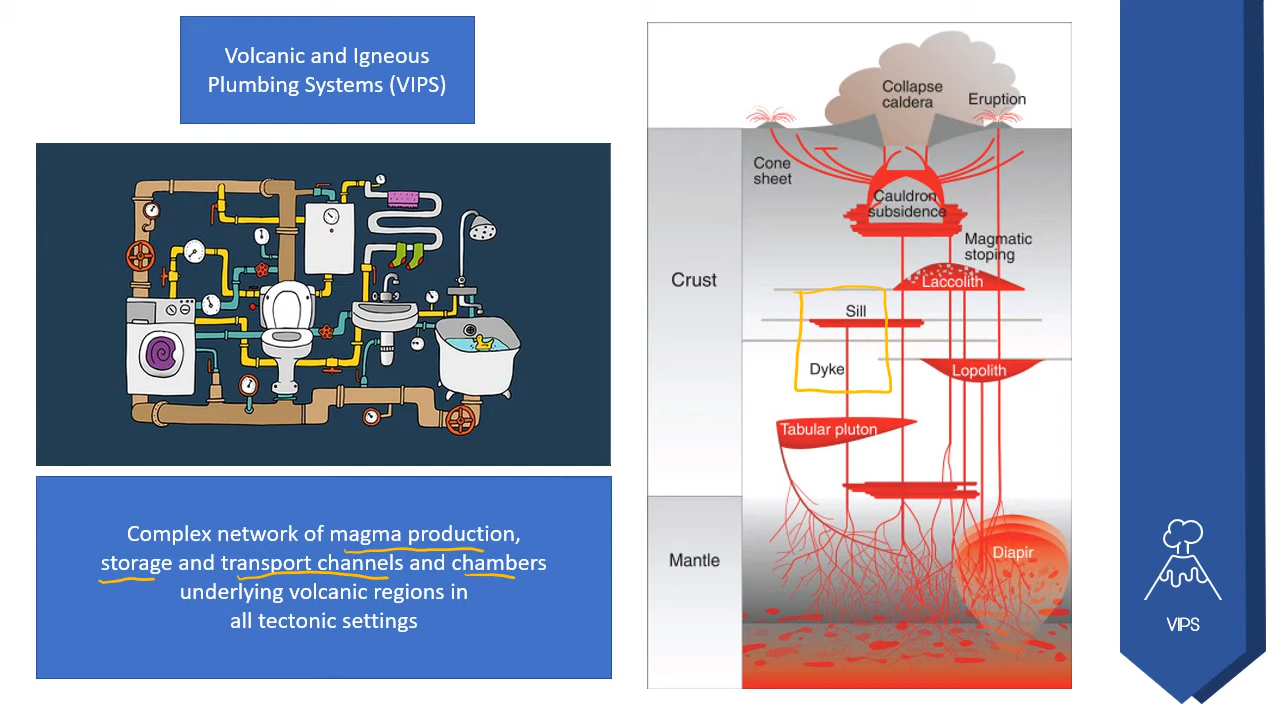 Volcanic and Igneous
Plumbing Systems (VIPS)
Complex network of magma production,
storage and transport channels and chambers
underlying volcanic regions in
all tectonic settings
Collapse
caldera
Eruption
Cone
sheet
Cauldron
subsidence
Magmatic
stoping
Crust
Laccolith
Sill
Dyke
Lopolith
Tabular pluton
Mantle
Diapir
VIPS